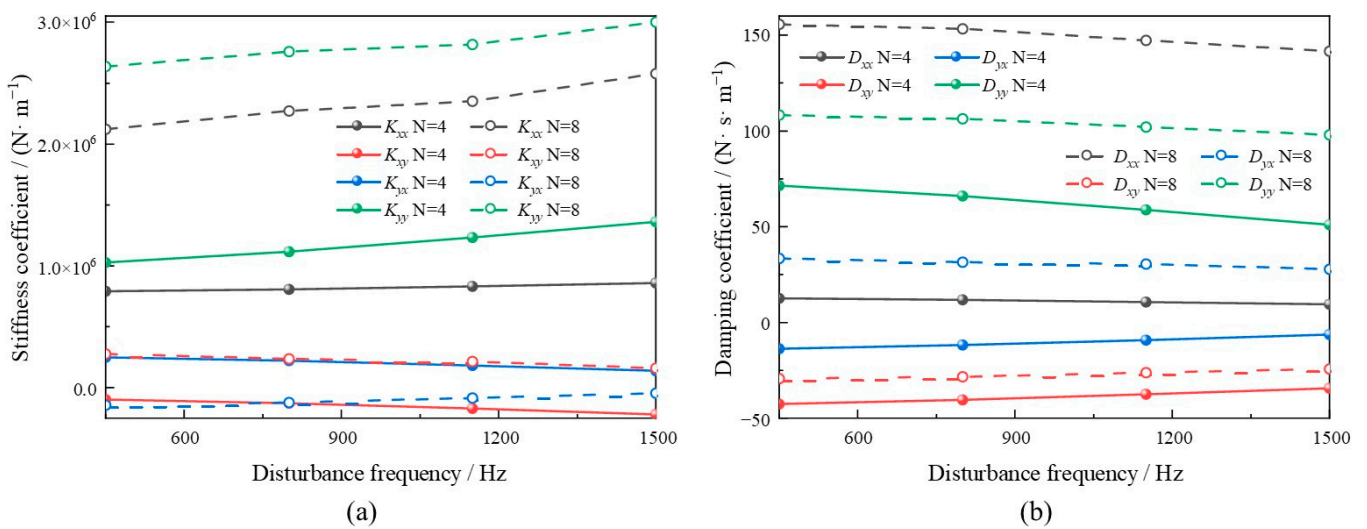 (a)
Stiffness coefficient / (N· m⁻¹)
3.0×10⁶
2.0×10⁶
1.0×10⁶
0.0
Kxx N=4 Kxx N=8
Kxy N=4 Kxy N=8
Kyx N=4 Kyx N=8
Kyy N=4 Kyy N=8
600 900 1200 1500
Disturbance frequency / Hz
(a)
(b)
Damping coefficient / (N· s· m⁻¹)
150
100
50
0
−50
Dxx N=4 Dyx N=4
Dxy N=4 Dyy N=4
Dxx N=8 Dyx N=8
Dxy N=8 Dyy N=8
600 900 1200 1500
Disturbance frequency / Hz
(b)